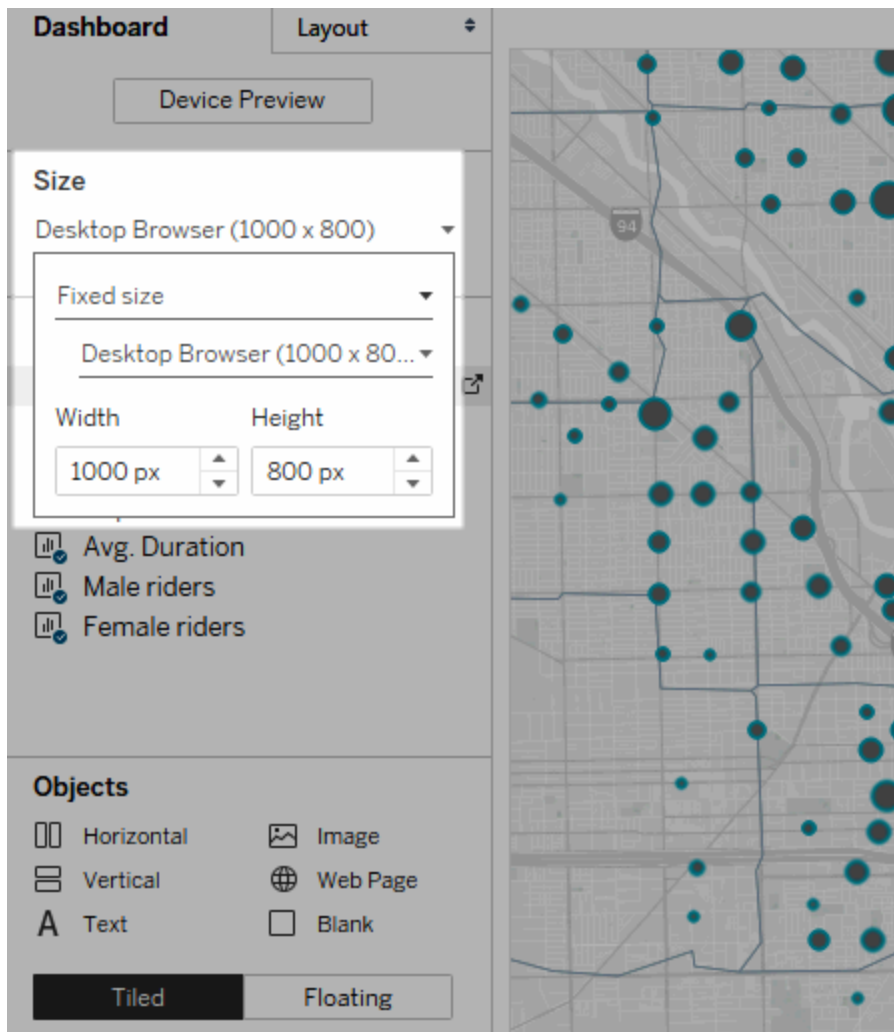 Dashboard Layout
Device Preview
Size
Desktop Browser (1000 x 800)
Fixed size
Desktop Browser (1000 x 80...
Width Height
1000 px 800 px
Avg. Duration
Male riders
Female riders
Objects
Horizontal Image
Vertical Web Page
A Text Blank
Tiled Floating
94